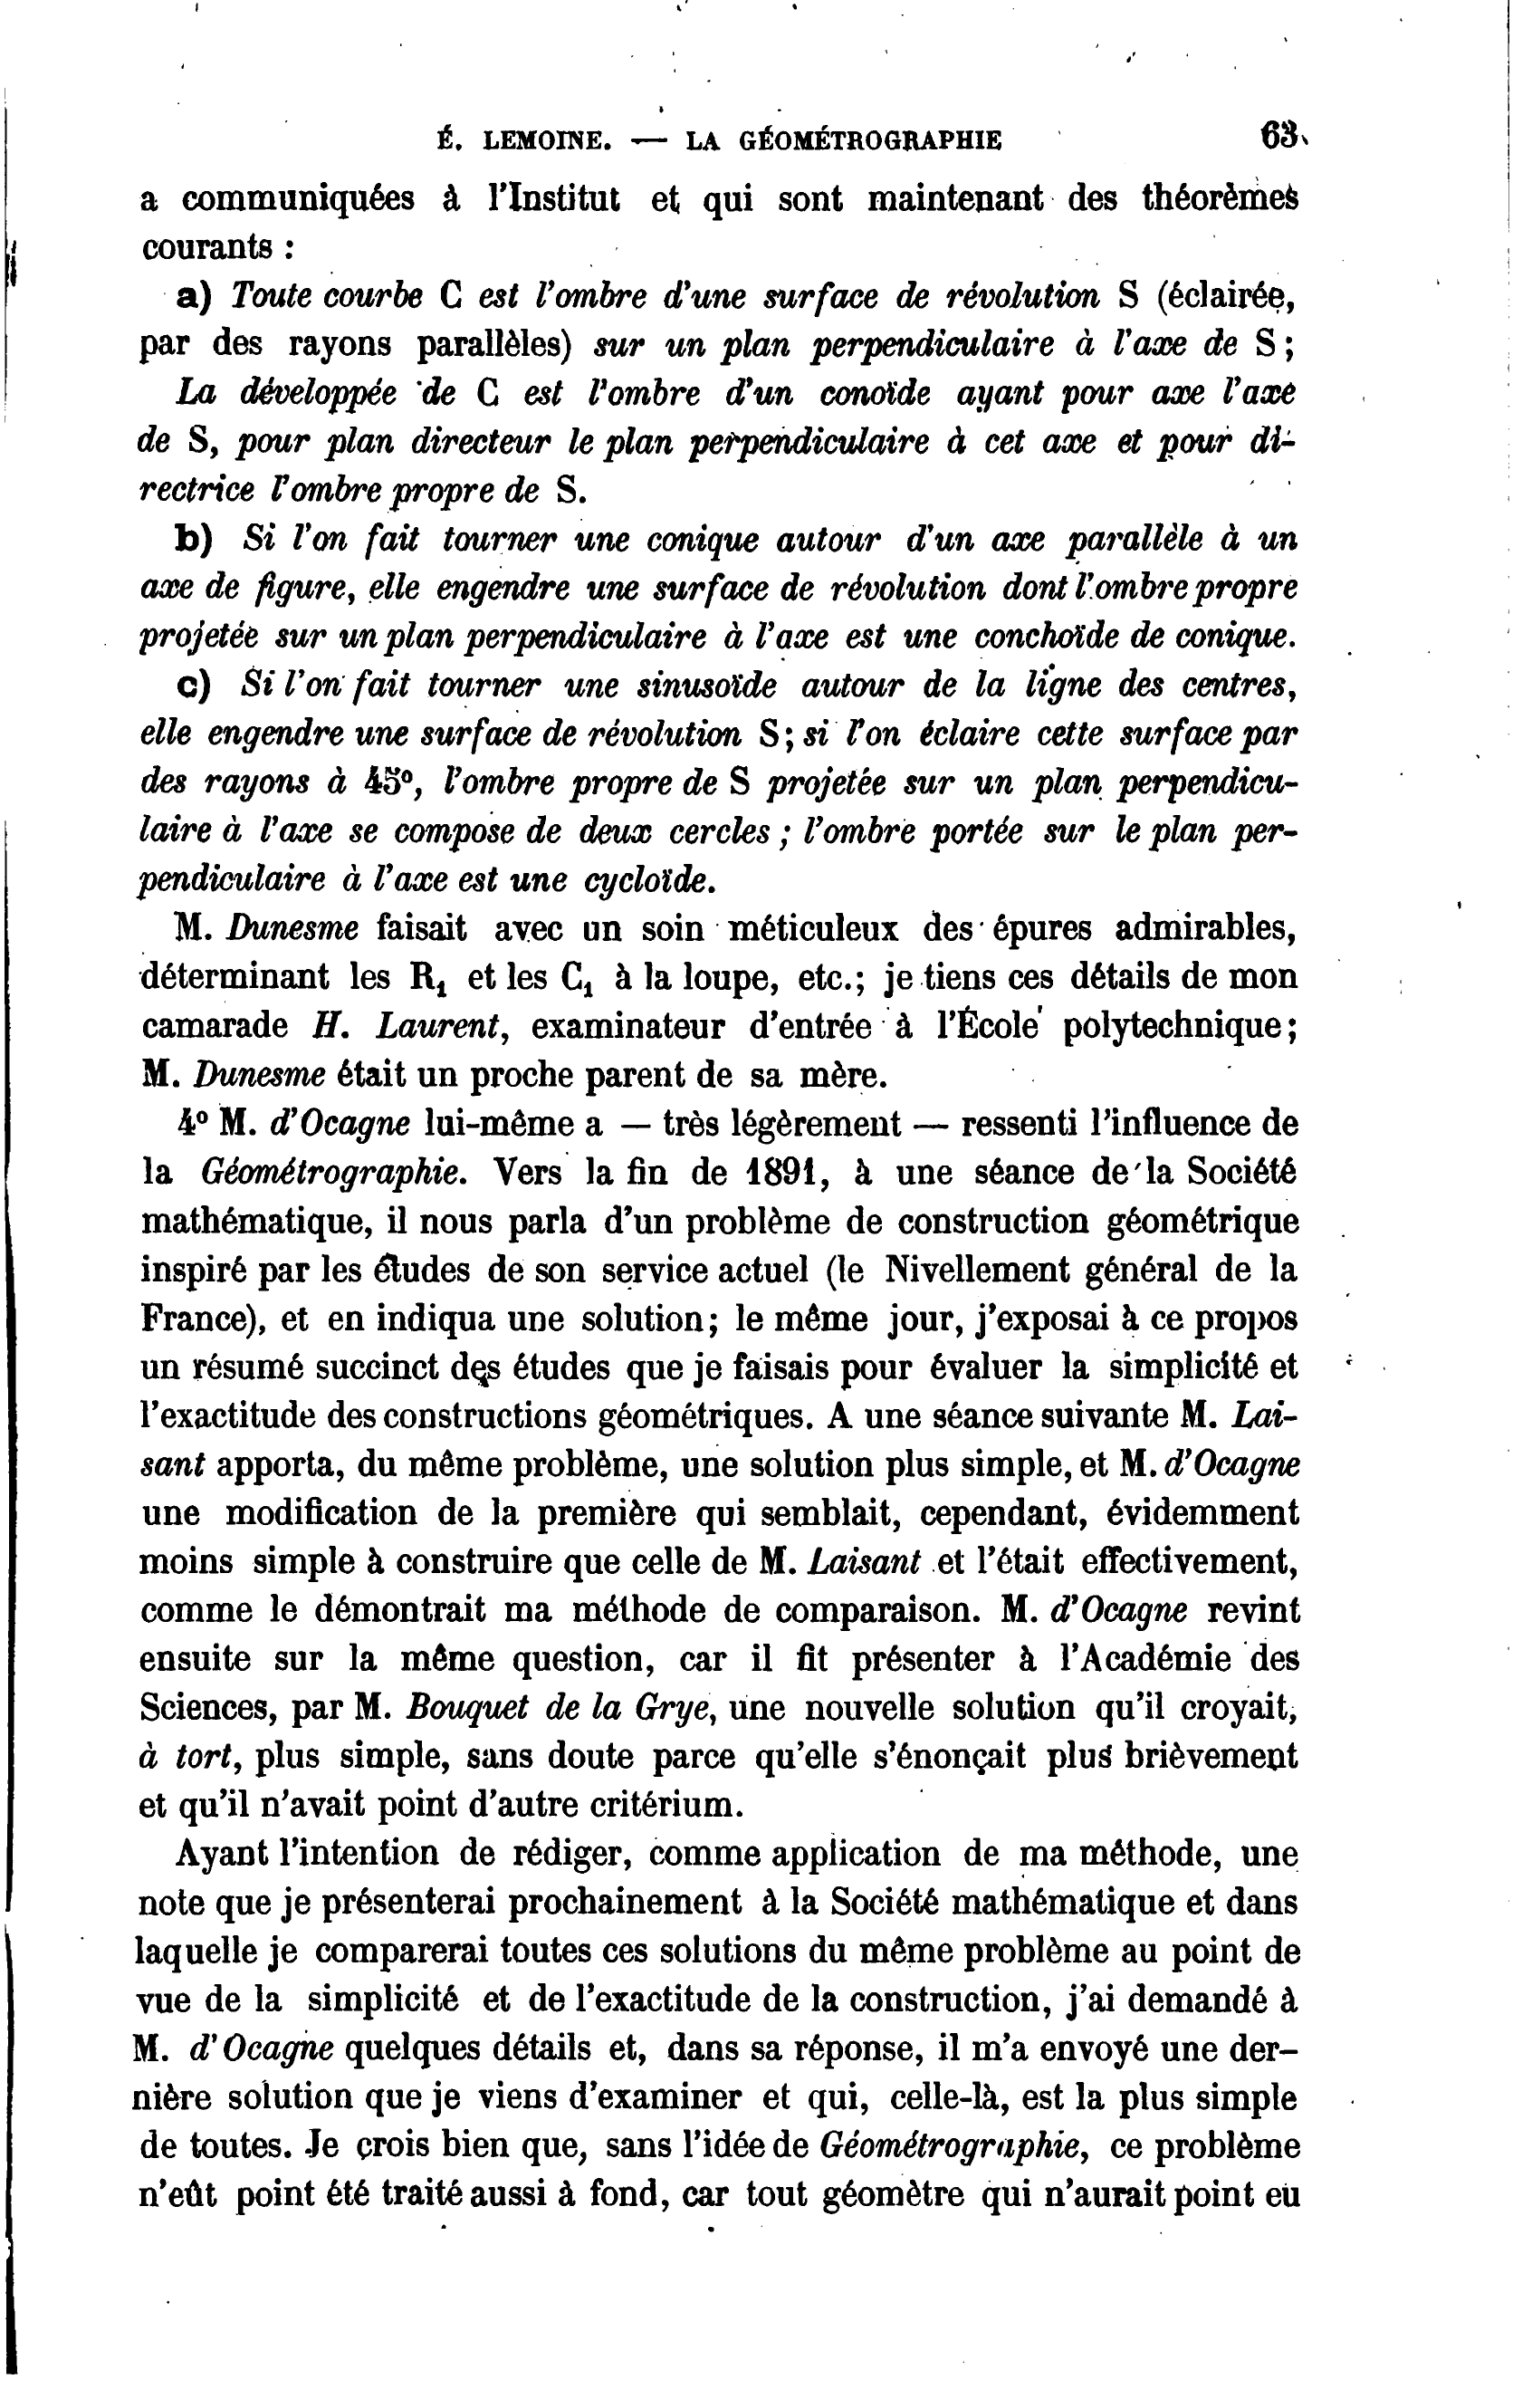 É. LEMOINE. — LA GÉOMÉTROGRAPHIE 63
a communiquées à l'Institut et qui sont maintenant des théorèmes
courants :
a) Toute courbe C est l'ombre d'une surface de révolution S (éclairée,
par des rayons parallèles) sur un plan perpendiculaire à l'axe de S ;
La développée de C est l'ombre d'un conoïde ayant pour axe l'axe
de S, pour plan directeur le plan perpendiculaire à cet axe et pour di-
rectrice l'ombre propre de S.
b) Si l'on fait tourner une conique autour d'un axe parallèle à un
axe de figure, elle engendre une surface de révolution dont l'ombre propre
projetée sur un plan perpendiculaire à l'axe est une conchoïde de conique.
c) Si l'on fait tourner une sinusoïde autour de la ligne des centres,
elle engendre une surface de révolution S ; si l'on éclaire cette surface par
des rayons à 45°, l'ombre propre de S projetée sur un plan perpendicu-
laire à l'axe se compose de deux cercles ; l'ombre portée sur le plan per-
pendiculaire à l'axe est une cycloïde.
M. Dunesme faisait avec un soin méticuleux des épures admirables,
déterminant les R₁ et les C₁ à la loupe, etc.; je tiens ces détails de mon
camarade H. Laurent, examinateur d'entrée à l'École polytechnique ;
M. Dunesme était un proche parent de sa mère.
4° M. d'Ocagne lui-même a — très légèrement — ressenti l'influence de
la Géométrographie. Vers la fin de 1891, à une séance de la Société
mathématique, il nous parla d'un problème de construction géométrique
inspiré par les études de son service actuel (le Nivellement général de la
France), et en indiqua une solution ; le même jour, j'exposai à ce propos
un résumé succinct des études que je faisais pour évaluer la simplicité et
l'exactitude des constructions géométriques. A une séance suivante M. Lai-
sant apporta, du même problème, une solution plus simple, et M. d'Ocagne
une modification de la première qui semblait, cependant, évidemment
moins simple à construire que celle de M. Laisant et l'était effectivement,
comme le démontrait ma méthode de comparaison. M. d'Ocagne revint
ensuite sur la même question, car il fit présenter à l'Académie des
Sciences, par M. Bouquet de la Grye, une nouvelle solution qu'il croyait,
à tort, plus simple, sans doute parce qu'elle s'énonçait plus brièvement
et qu'il n'avait point d'autre critérium.
Ayant l'intention de rédiger, comme application de ma méthode, une
note que je présenterai prochainement à la Société mathématique et dans
laquelle je comparerai toutes ces solutions du même problème au point de
vue de la simplicité et de l'exactitude de la construction, j'ai demandé à
M. d'Ocagne quelques détails et, dans sa réponse, il m'a envoyé une der-
nière solution que je viens d'examiner et qui, celle-là, est la plus simple
de toutes. Je crois bien que, sans l'idée de Géométrographie, ce problème
n'eût point été traité aussi à fond, car tout géomètre qui n'aurait point eu